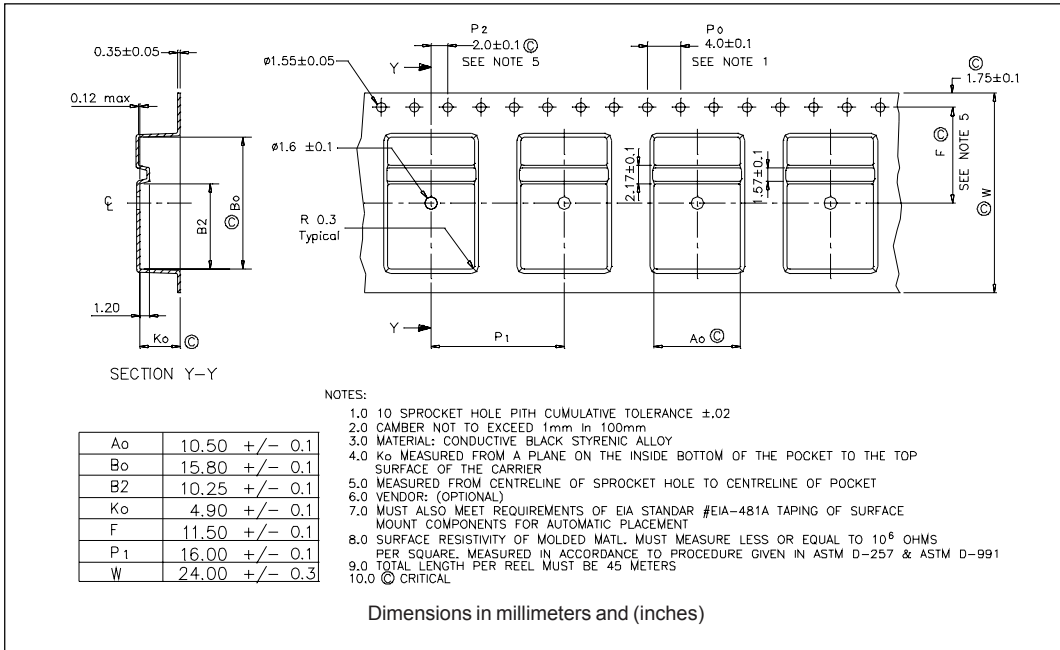 P2
2.0±0.1 Ⓒ
SEE NOTE 5
Po
4.0±0.1
SEE NOTE 1
0.35±0.05
Y
ø1.55±0.05
Ⓒ
1.75±0.1
0.12 max
ø1.6 ±0.1
2.17±0.1
1.57±0.1
F Ⓒ
SEE NOTE 5
Ⓒ W
℄
B2
Ⓒ Bo
R 0.3
Typical
1.20
Ko Ⓒ
Y
P1
Ao Ⓒ
SECTION Y-Y
NOTES:
1.0 10 SPROCKET HOLE PITH CUMULATIVE TOLERANCE ±.02
2.0 CAMBER NOT TO EXCEED 1mm In 100mm
3.0 MATERIAL: CONDUCTIVE BLACK STYRENIC ALLOY
4.0 Ko MEASURED FROM A PLANE ON THE INSIDE BOTTOM OF THE POCKET TO THE TOP
SURFACE OF THE CARRIER
5.0 MEASURED FROM CENTRELINE OF SPROCKET HOLE TO CENTRELINE OF POCKET
6.0 VENDOR: (OPTIONAL)
7.0 MUST ALSO MEET REQUIREMENTS OF EIA STANDAR #EIA-481A TAPING OF SURFACE
MOUNT COMPONENTS FOR AUTOMATIC PLACEMENT
8.0 SURFACE RESISTIVITY OF MOLDED MATL. MUST MEASURE LESS OR EQUAL TO 10⁶ OHMS
PER SQUARE. MEASURED IN ACCORDANCE TO PROCEDURE GIVEN IN ASTM D-257 & ASTM D-991
9.0 TOTAL LENGTH PER REEL MUST BE 45 METERS
10.0 Ⓒ CRITICAL
Ao 10.50 +/- 0.1
Bo 15.80 +/- 0.1
B2 10.25 +/- 0.1
Ko 4.90 +/- 0.1
F 11.50 +/- 0.1
P1 16.00 +/- 0.1
W 24.00 +/- 0.3
Dimensions in millimeters and (inches)